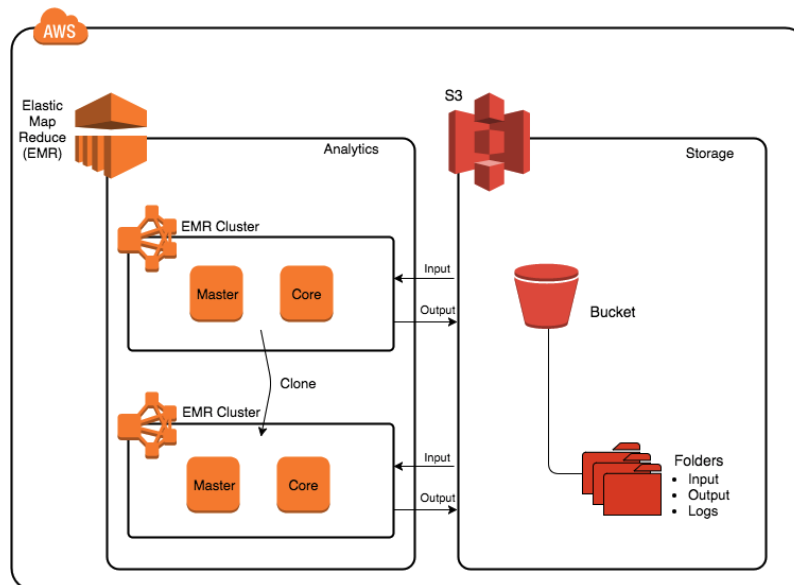 AWS
Elastic
Map
Reduce
(EMR)
Analytics
EMR Cluster
Master
Core
Clone
EMR Cluster
Master
Core
Input
Output
Input
Output
S3
Storage
Bucket
Folders
• Input
• Output
• Logs